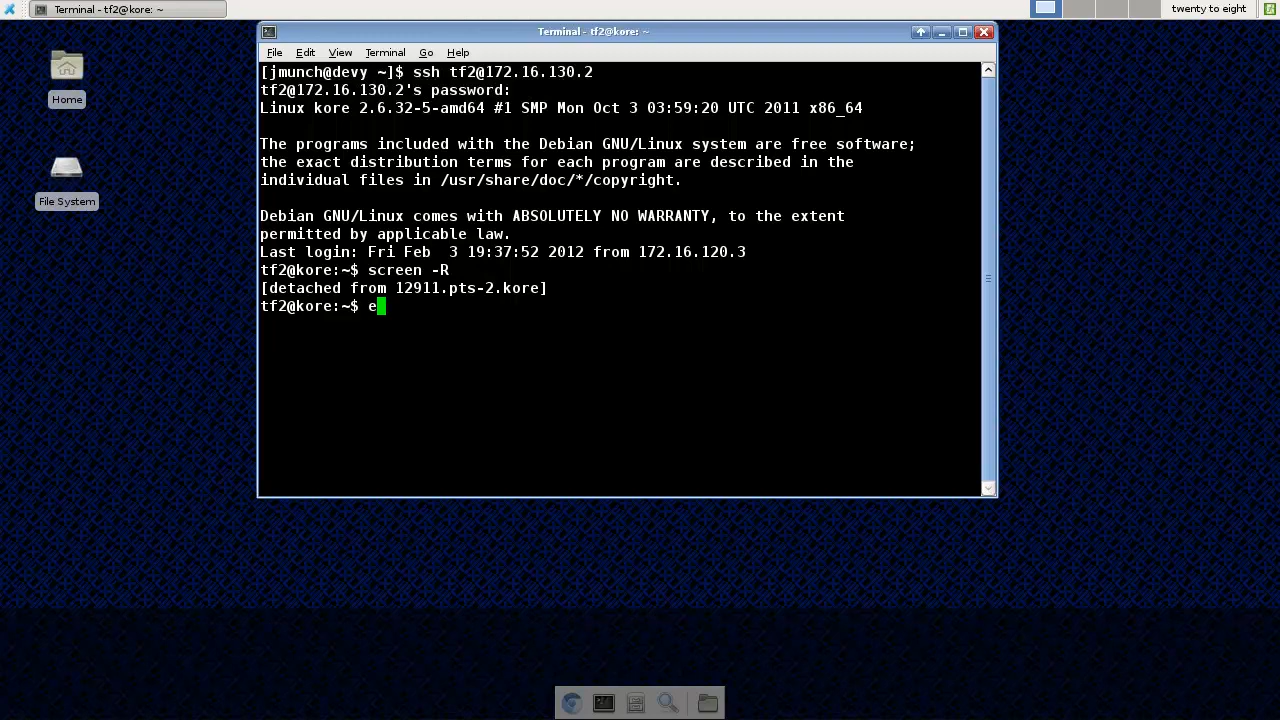 Terminal - tf2@kore: ~
twenty to eight
Terminal - tf2@kore: ~
File Edit View Terminal Go Help
Home
File System
[jmunch@devy ~]$ ssh tf2@172.16.130.2
tf2@172.16.130.2's password:
Linux kore 2.6.32-5-amd64 #1 SMP Mon Oct 3 03:59:20 UTC 2011 x86_64
The programs included with the Debian GNU/Linux system are free software;
the exact distribution terms for each program are described in the
individual files in /usr/share/doc/*/copyright.
Debian GNU/Linux comes with ABSOLUTELY NO WARRANTY, to the extent
permitted by applicable law.
Last login: Fri Feb  3 19:37:52 2012 from 172.16.120.3
tf2@kore:~$ screen -R
[detached from 12911.pts-2.kore]
tf2@kore:~$ e